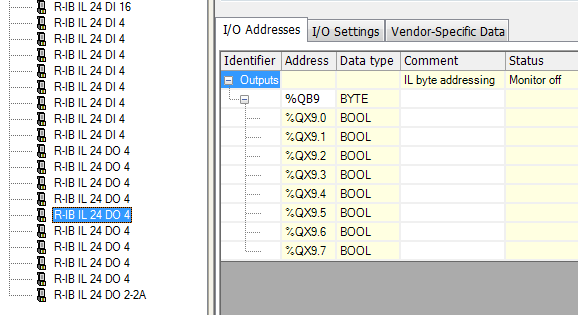 R-IB IL 24 DI 16
R-IB IL 24 DI 4
R-IB IL 24 DI 4
R-IB IL 24 DI 4
R-IB IL 24 DI 4
R-IB IL 24 DI 4
R-IB IL 24 DI 4
R-IB IL 24 DI 4
R-IB IL 24 DI 4
R-IB IL 24 DO 4
R-IB IL 24 DO 4
R-IB IL 24 DO 4
R-IB IL 24 DO 4
R-IB IL 24 DO 4
R-IB IL 24 DO 4
R-IB IL 24 DO 4
R-IB IL 24 DO 4
R-IB IL 24 DO 4
R-IB IL 24 DO 2-2A
I/O Addresses I/O Settings Vendor-Specific Data
Identifier Address Data type Comment Status
Outputs IL byte addressing Monitor off
%QB9 BYTE
%QX9.0 BOOL
%QX9.1 BOOL
%QX9.2 BOOL
%QX9.3 BOOL
%QX9.4 BOOL
%QX9.5 BOOL
%QX9.6 BOOL
%QX9.7 BOOL